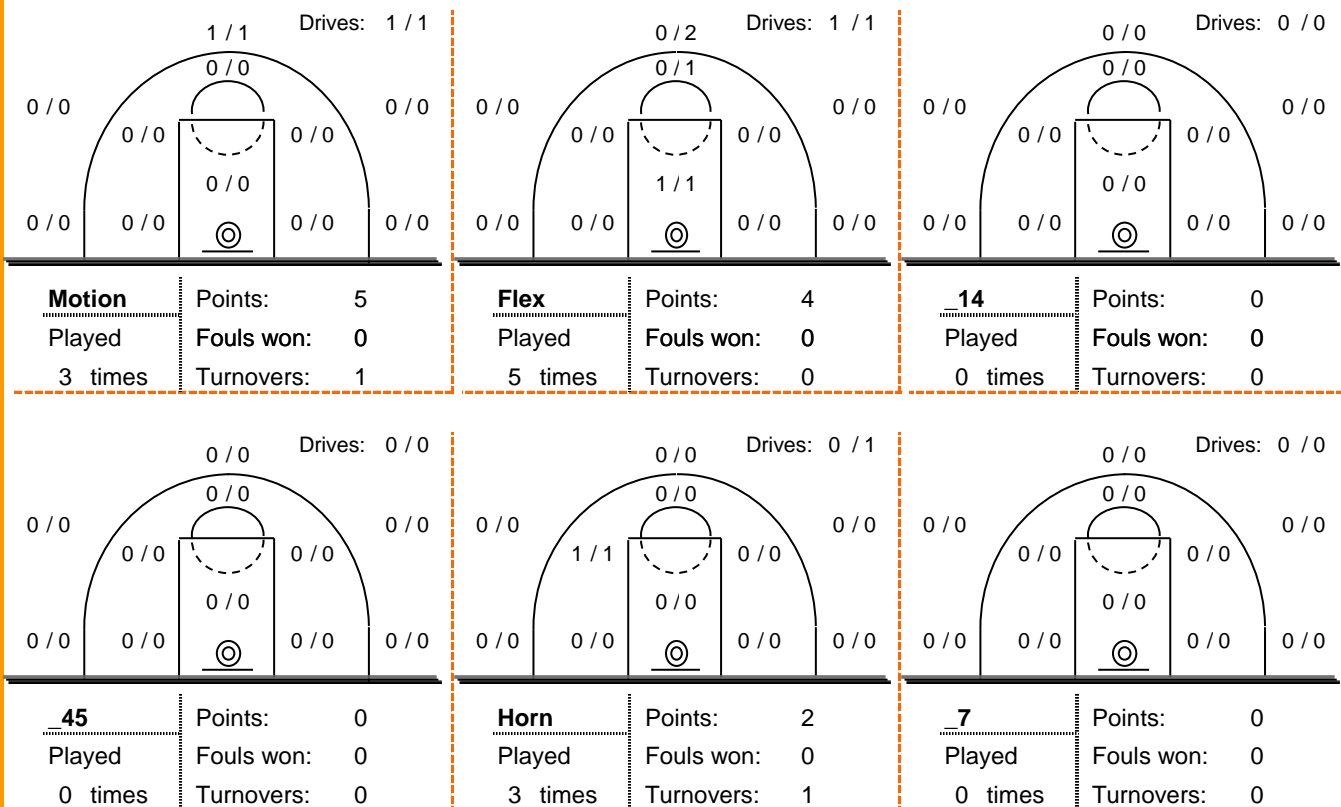 Drives: 1 / 1
1 / 1
0 / 0
0 / 0 0 / 0
0 / 0 0 / 0
0 / 0
0 / 0 0 / 0 0 / 0 0 / 0
Motion Points: 5
Played Fouls won: 0
3 times Turnovers: 1
Drives: 1 / 1
0 / 2
0 / 1
0 / 0 0 / 0
0 / 0 0 / 0
1 / 1
0 / 0 0 / 0 0 / 0 0 / 0
Flex Points: 4
Played Fouls won: 0
5 times Turnovers: 0
Drives: 0 / 0
0 / 0
0 / 0
0 / 0 0 / 0
0 / 0 0 / 0
0 / 0
0 / 0 0 / 0 0 / 0 0 / 0
_14 Points: 0
Played Fouls won: 0
0 times Turnovers: 0
Drives: 0 / 0
0 / 0
0 / 0
0 / 0 0 / 0
0 / 0 0 / 0
0 / 0
0 / 0 0 / 0 0 / 0 0 / 0
_45 Points: 0
Played Fouls won: 0
0 times Turnovers: 0
Drives: 0 / 1
0 / 0
0 / 0
0 / 0 0 / 0
1 / 1 0 / 0
0 / 0
0 / 0 0 / 0 0 / 0 0 / 0
Horn Points: 2
Played Fouls won: 0
3 times Turnovers: 1
Drives: 0 / 0
0 / 0
0 / 0
0 / 0 0 / 0
0 / 0 0 / 0
0 / 0
0 / 0 0 / 0 0 / 0 0 / 0
_7 Points: 0
Played Fouls won: 0
0 times Turnovers: 0